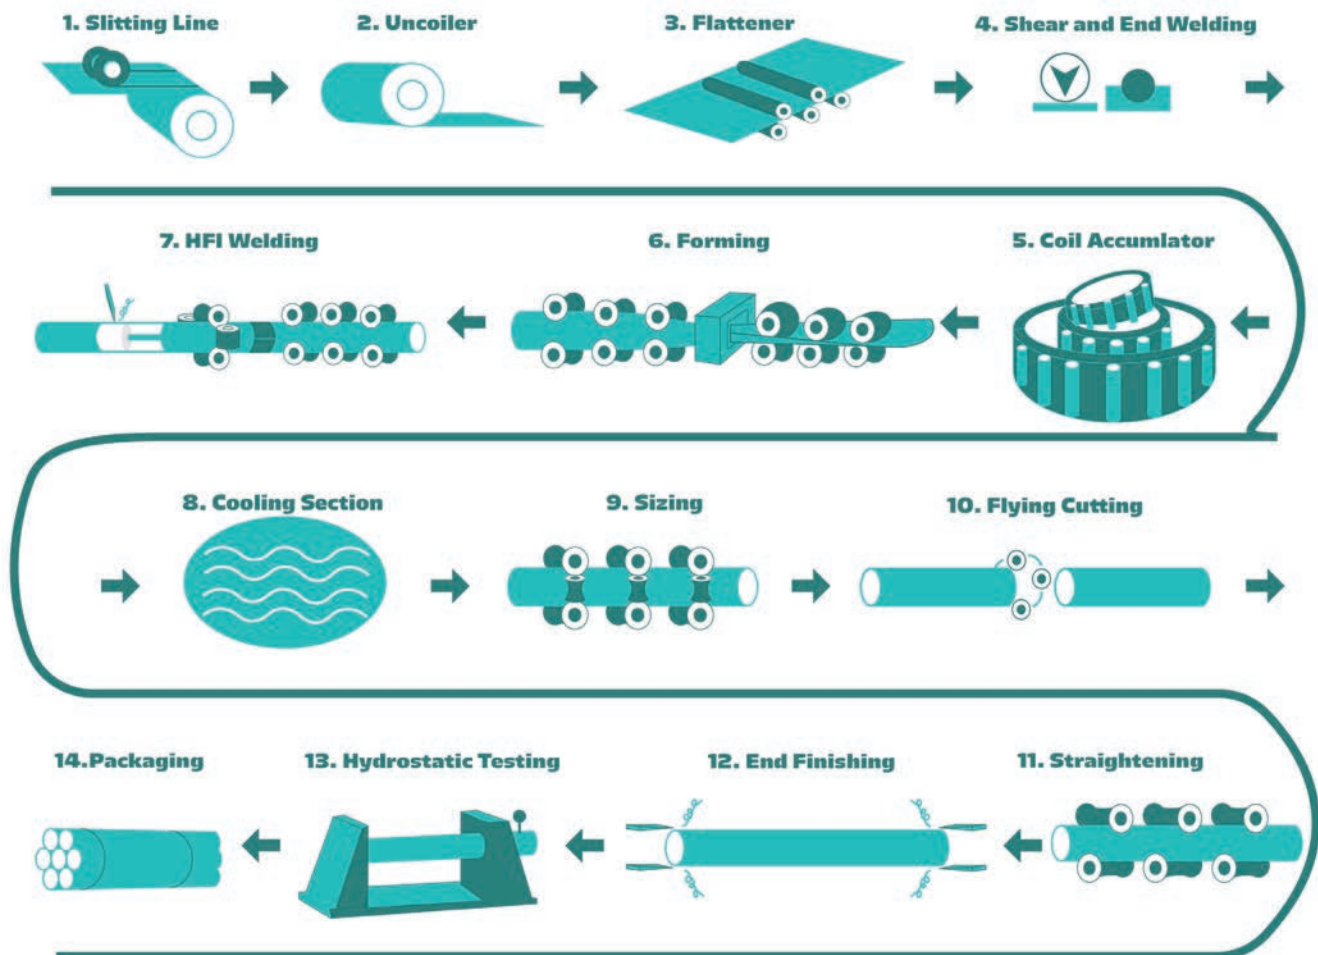 1. Slitting Line
2. Uncoiler
3. Flattener
4. Shear and End Welding
5. Coil Accumlator
6. Forming
7. HFI Welding
8. Cooling Section
9. Sizing
10. Flying Cutting
11. Straightening
12. End Finishing
13. Hydrostatic Testing
14.Packaging